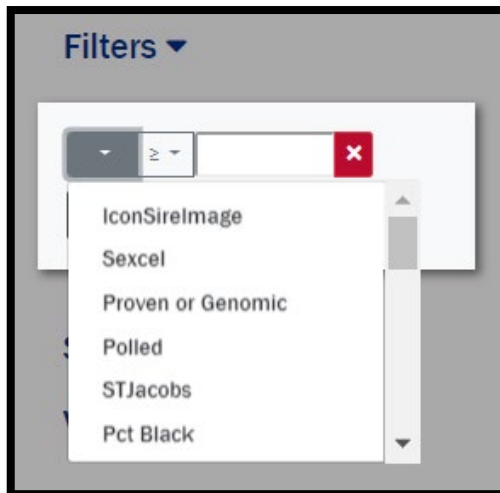 Filters
≥
IconSireImage
Sexcel
Proven or Genomic
Polled
STJacobs
Pct Black